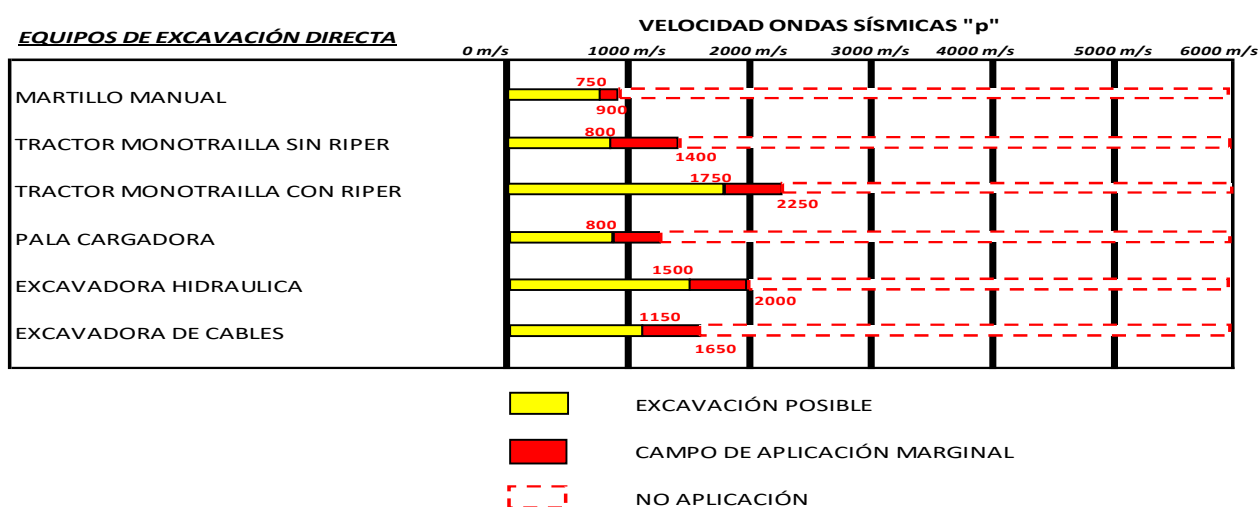 VELOCIDAD ONDAS SÍSMICAS "p"
EQUIPOS DE EXCAVACIÓN DIRECTA
0 m/s 1000 m/s 2000 m/s 3000 m/s 4000 m/s 5000 m/s 6000 m/s
750
MARTILLO MANUAL
900
800
TRACTOR MONOTRAILLA SIN RIPER
1400
1750
TRACTOR MONOTRAILLA CON RIPER
2250
800
PALA CARGADORA
1500
EXCAVADORA HIDRAULICA
2000
1150
EXCAVADORA DE CABLES
1650
EXCAVACIÓN POSIBLE
CAMPO DE APLICACIÓN MARGINAL
NO APLICACIÓN